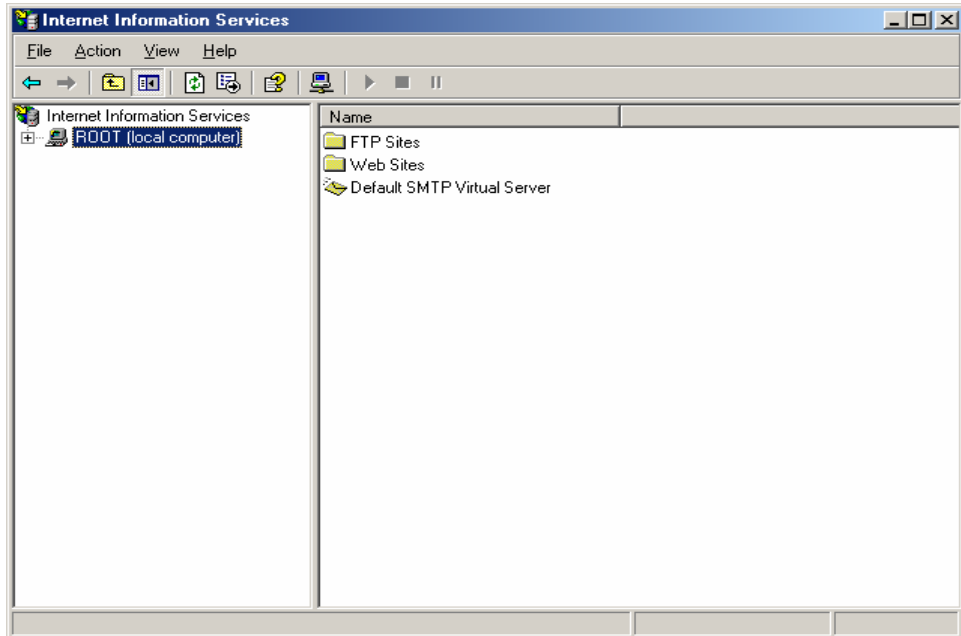 Internet Information Services
File Action View Help
Internet Information Services
ROOT (local computer)
Name
FTP Sites
Web Sites
Default SMTP Virtual Server